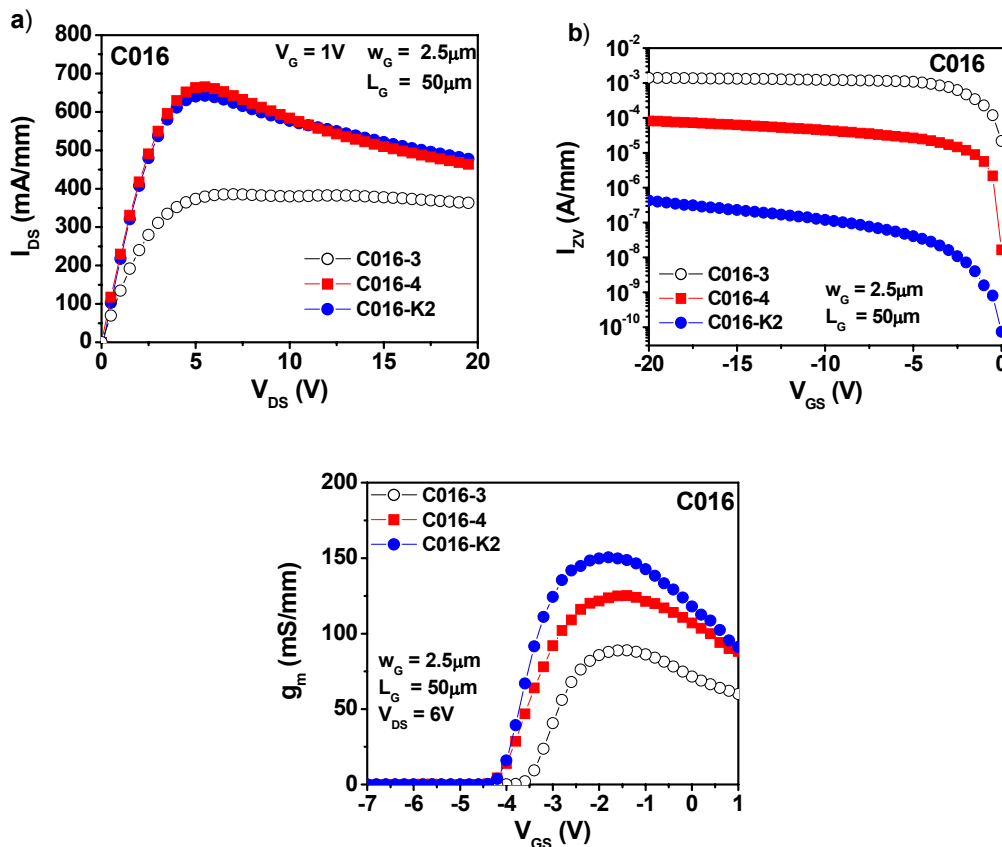 a)
C016
V_G = 1V w_G = 2.5μm
L_G = 50μm
800
700
600
500
400
300
200
100
0
I_DS (mA/mm)
C016-3
C016-4
C016-K2
0 5 10 15 20
V_DS (V)
b)
C016
10^-2
10^-3
10^-4
10^-5
10^-6
10^-7
10^-8
10^-9
10^-10
I_ZV (A/mm)
C016-3
C016-4
C016-K2
w_G = 2.5μm
L_G = 50μm
-20 -15 -10 -5 0
V_GS (V)
200
150
100
50
0
g_m (mS/mm)
C016-3
C016-4
C016-K2
C016
w_G = 2.5μm
L_G = 50μm
V_DS = 6V
-7 -6 -5 -4 -3 -2 -1 0 1
V_GS (V)